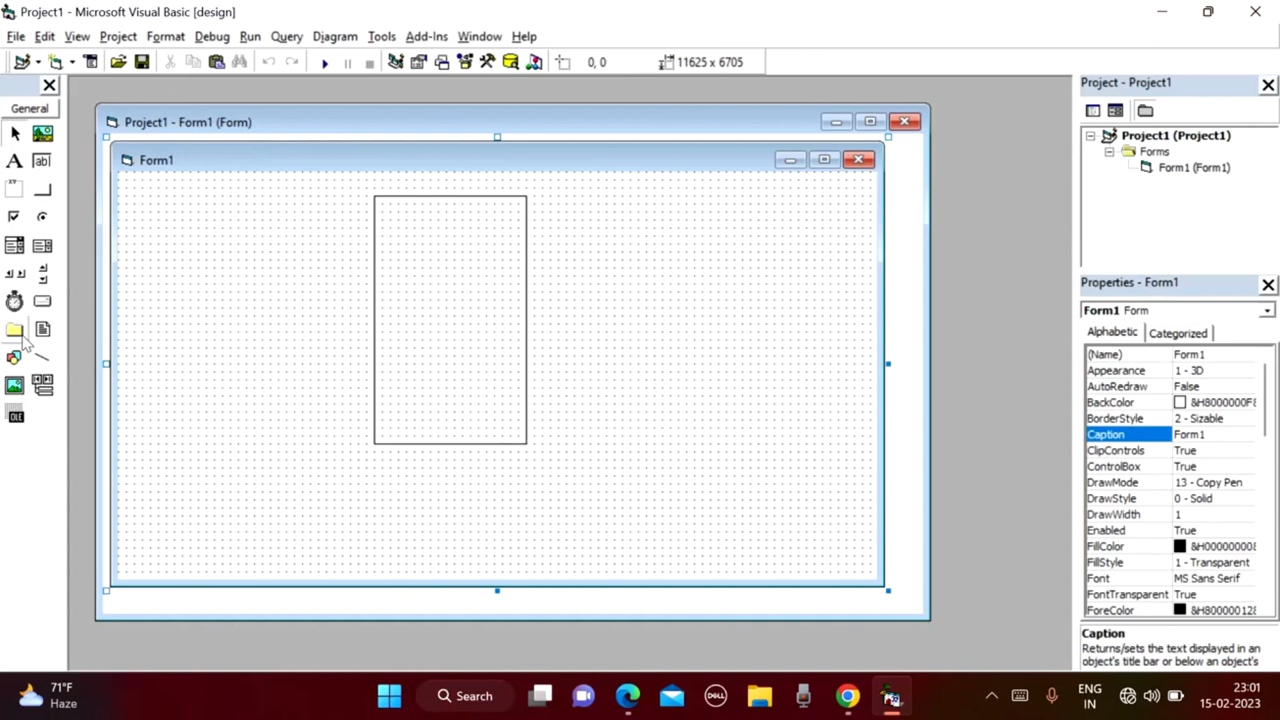 Project1 - Microsoft Visual Basic [design]
File Edit View Project Format Debug Run Query Diagram Tools Add-Ins Window Help
0, 0 11625 x 6705
General
A ab|
XY
OLE
Project1 - Form1 (Form)
Form1
Project - Project1
Project1 (Project1)
Forms
Form1 (Form1)
Properties - Form1
Form1 Form
Alphabetic Categorized
(Name) Form1
Appearance 1 - 3D
AutoRedraw False
BackColor &H8000000F&
BorderStyle 2 - Sizable
Caption Form1
ClipControls True
ControlBox True
DrawMode 13 - Copy Pen
DrawStyle 0 - Solid
DrawWidth 1
Enabled True
FillColor &H00000000&
FillStyle 1 - Transparent
Font MS Sans Serif
FontTransparent True
ForeColor &H80000012&
Caption
Returns/sets the text displayed in an
object's title bar or below an object's
71°F
Haze
Search
DELL
ENG
IN
23:01
15-02-2023